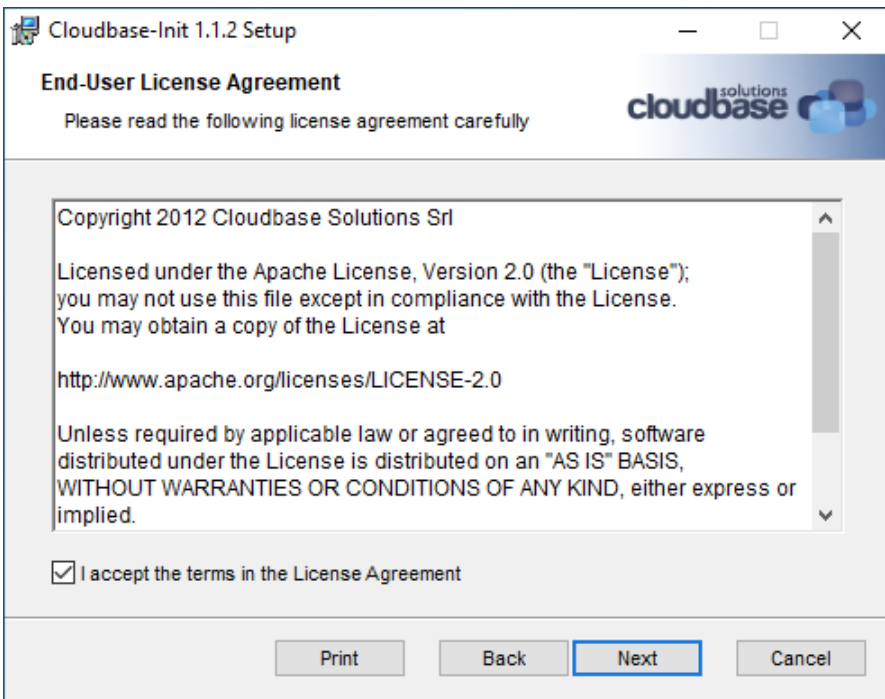 Cloudbase-Init 1.1.2 Setup
End-User License Agreement
Please read the following license agreement carefully
cloudbase solutions
Copyright 2012 Cloudbase Solutions Srl
Licensed under the Apache License, Version 2.0 (the "License");
you may not use this file except in compliance with the License.
You may obtain a copy of the License at
http://www.apache.org/licenses/LICENSE-2.0
Unless required by applicable law or agreed to in writing, software
distributed under the License is distributed on an "AS IS" BASIS,
WITHOUT WARRANTIES OR CONDITIONS OF ANY KIND, either express or
implied.
I accept the terms in the License Agreement
Print Back Next Cancel